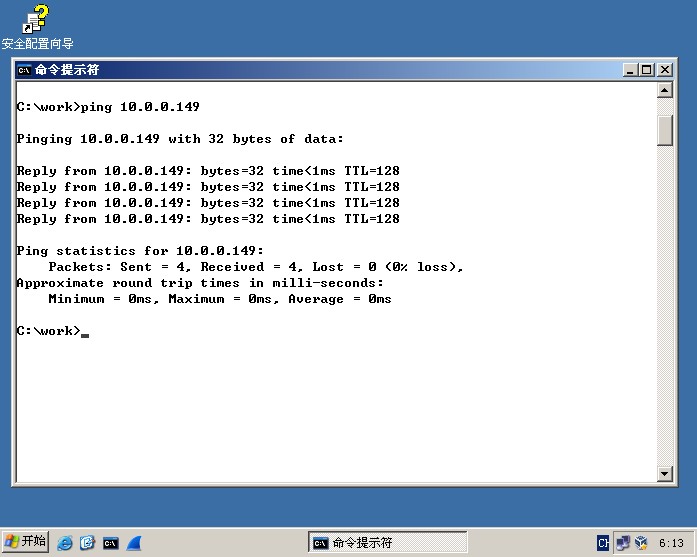 安全配置向导
命令提示符
C:\work>ping 10.0.0.149
Pinging 10.0.0.149 with 32 bytes of data:
Reply from 10.0.0.149: bytes=32 time<1ms TTL=128
Reply from 10.0.0.149: bytes=32 time<1ms TTL=128
Reply from 10.0.0.149: bytes=32 time<1ms TTL=128
Reply from 10.0.0.149: bytes=32 time<1ms TTL=128
Ping statistics for 10.0.0.149:
    Packets: Sent = 4, Received = 4, Lost = 0 (0% loss),
Approximate round trip times in milli-seconds:
    Minimum = 0ms, Maximum = 0ms, Average = 0ms
C:\work>
开始 命令提示符 CH 6:13